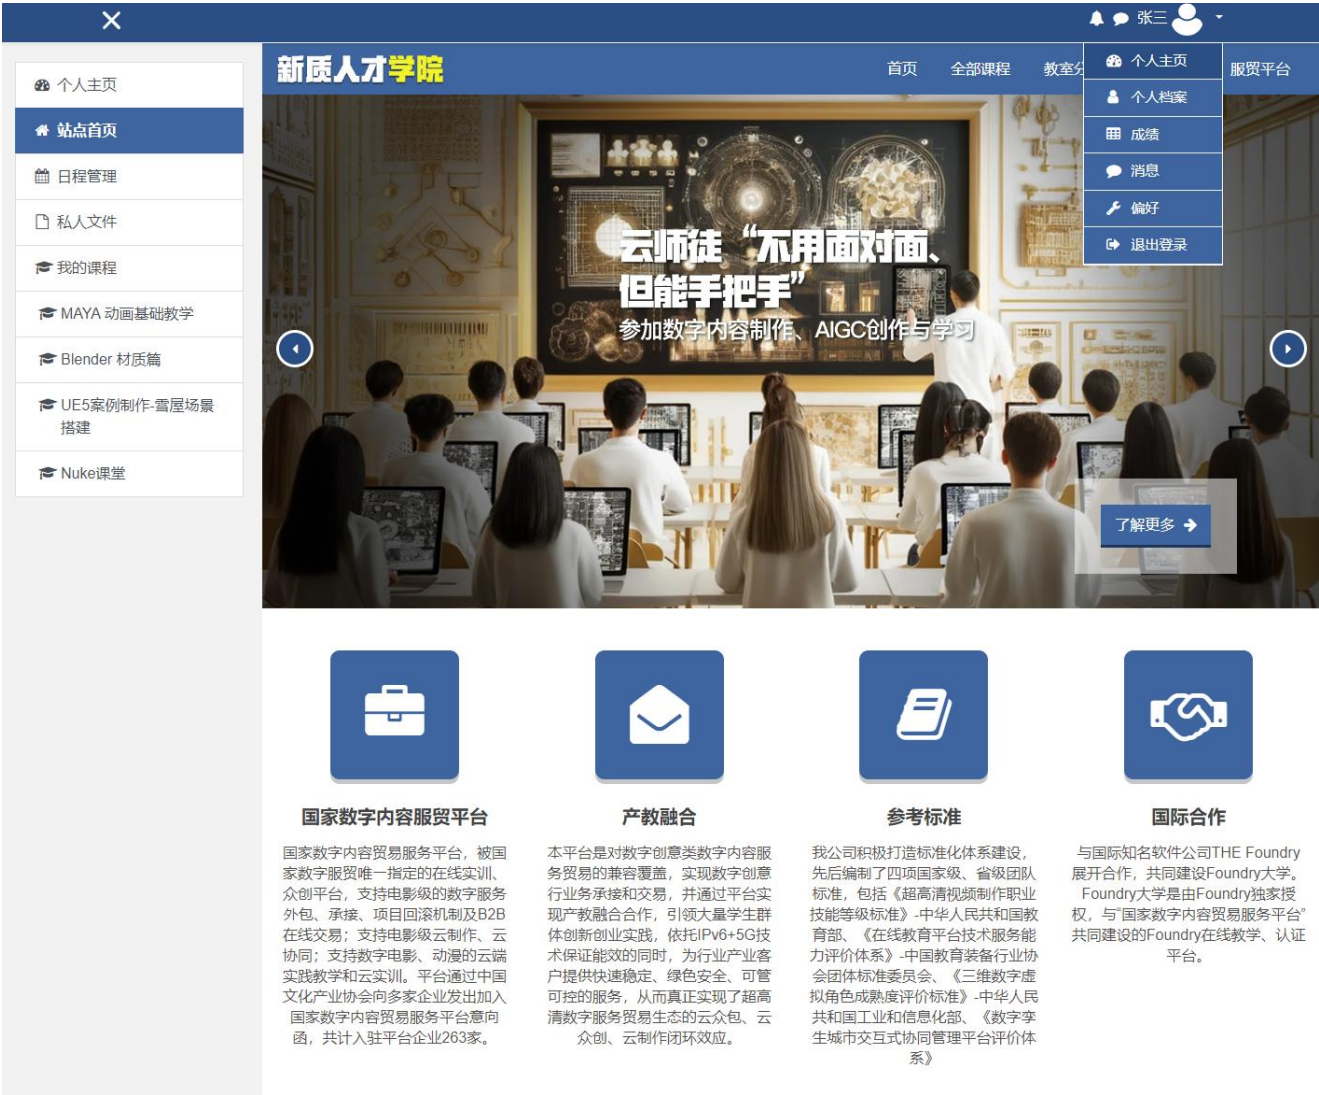 张三
个人主页
站点首页
日程管理
私人文件
我的课程
MAYA 动画基础教学
Blender 材质篇
UE5案例制作-雪屋场景
搭建
Nuke课堂
新质人才学院
首页
全部课程
教室分
服贸平台
个人主页
个人档案
成绩
消息
偏好
退出登录
云师徒“不用面对面、
但能手把手”
参加数字内容制作、AIGC创作与学习
了解更多
国家数字内容服贸平台
国家数字内容贸易服务平台，被国
家数字服贸唯一指定的在线实训、
众创平台，支持电影级的数字服务
外包、承接、项目回滚机制及B2B
在线交易；支持电影级云制作、云
协同；支持数字电影、动漫的云端
实践教学和云实训。平台通过中国
文化产业协会向多家企业发出加入
国家数字内容贸易服务平台意向
函，共计入驻平台企业263家。
产教融合
本平台是对数字创意类数字内容服
务贸易的兼容覆盖，实现数字创意
行业务承接和交易，并通过平台实
现产教融合合作，引领大量学生群
体创新创业实践，依托IPv6+5G技
术保证能效的同时，为行业产业客
户提供快速稳定、绿色安全、可管
可控的服务，从而真正实现了超高
清数字服务贸易生态的云众包、云
众创、云制作闭环效应。
参考标准
我公司积极打造标准化体系建设，
先后编制了四项国家级、省级团队
标准，包括《超高清视频制作职业
技能等级标准》-中华人民共和国教
育部、《在线教育平台技术服务能
力评价体系》-中国教育装备行业协
会团体标准委员会、《三维数字虚
拟角色成熟度评价标准》-中华人民
共和国工业和信息化部、《数字孪
生城市交互式协同管理平台评价体
系》
国际合作
与国际知名软件公司THE Foundry
展开合作，共同建设Foundry大学。
Foundry大学是由Foundry独家授
权，与“国家数字内容贸易服务平台”
共同建设的Foundry在线教学、认证
平台。